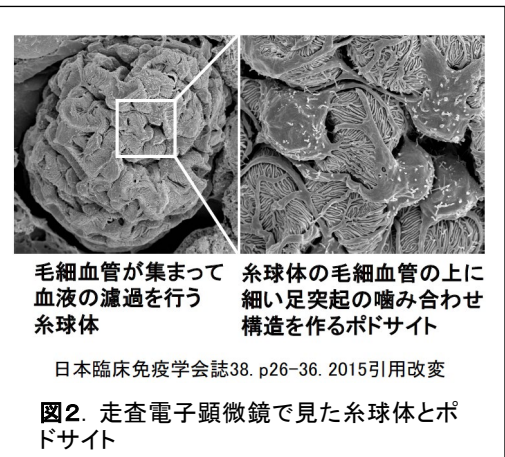 毛細血管が集まって
血液の濾過を行う
糸球体
糸球体の毛細血管の上に
細い足突起の噛み合わせ
構造を作るポドサイト
日本臨床免疫学会誌38. p26-36. 2015引用改変
図2. 走査電子顕微鏡で見た糸球体とポ
ドサイト